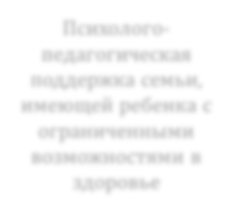 Психолого-
педагогическая
поддержка семьи,
имеющей ребенка с
ограниченными
возможностями в
здоровье